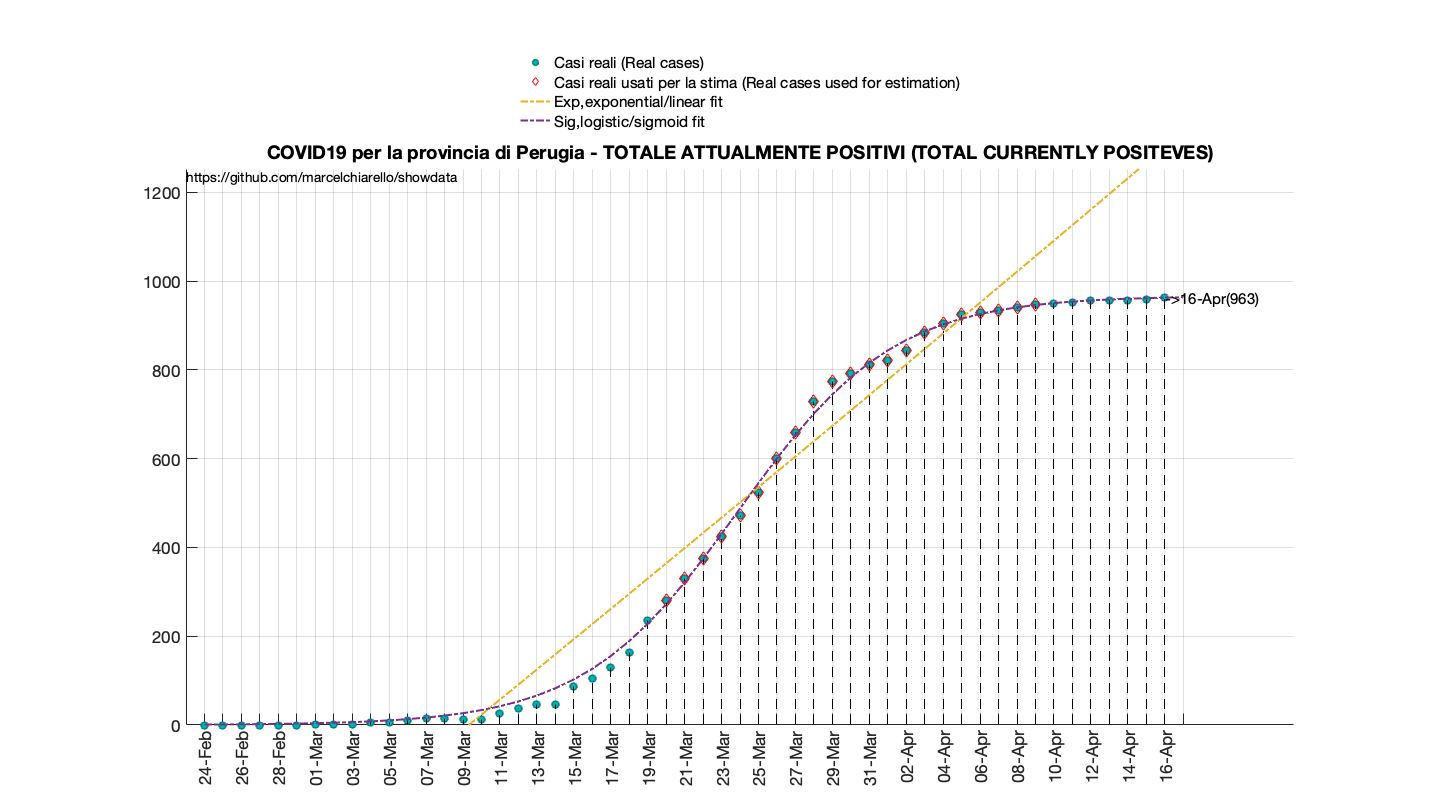 Casi reali (Real cases)
Casi reali usati per la stima (Real cases used for estimation)
Exp,exponential/linear fit
Sig,logistic/sigmoid fit
COVID19 per la provincia di Perugia - TOTALE ATTUALMENTE POSITIVI (TOTAL CURRENTLY POSITEVES)
https://github.com/marcelchiarello/showdata
1200
1000
->16-Apr(963)
800
600
400
200
0
24-Feb
26-Feb
28-Feb
01-Mar
03-Mar
05-Mar
07-Mar
09-Mar
11-Mar
13-Mar
15-Mar
17-Mar
19-Mar
21-Mar
23-Mar
25-Mar
27-Mar
29-Mar
31-Mar
02-Apr
04-Apr
06-Apr
08-Apr
10-Apr
12-Apr
14-Apr
16-Apr